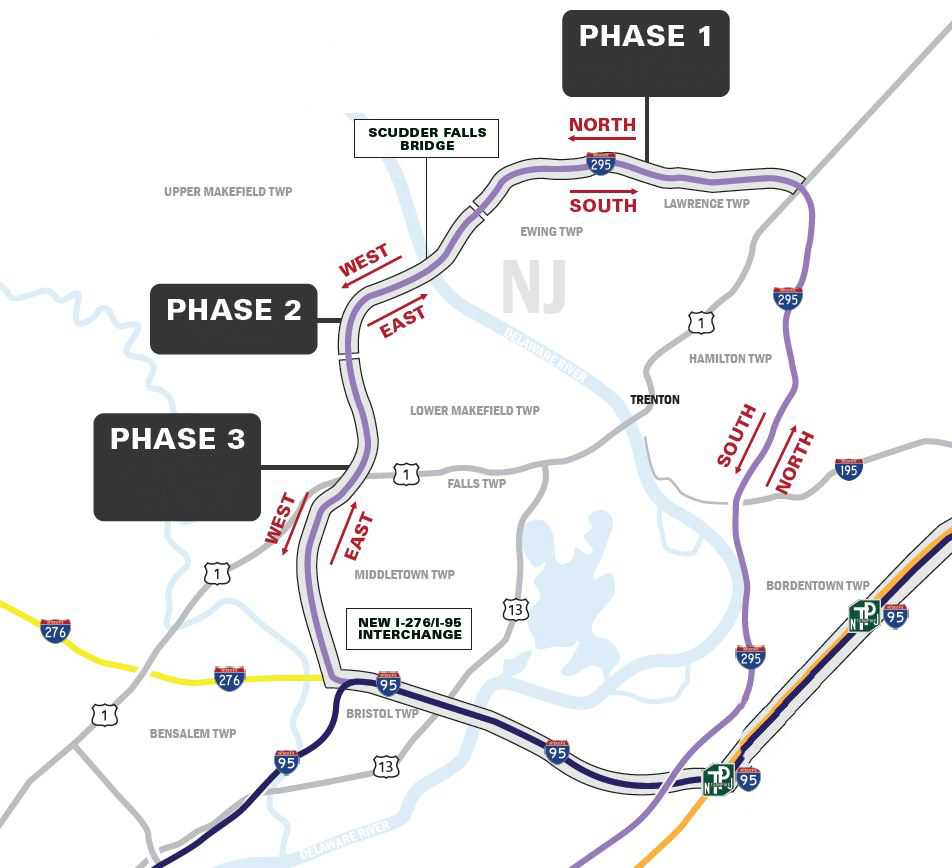 PHASE 1
NORTH
SCUDDER FALLS
BRIDGE
INTERSTATE
295
UPPER MAKEFIELD TWP
SOUTH
LAWRENCE TWP
EWING TWP
WEST
NJ
PHASE 2
EAST
295
1
DELAWARE RIVER
HAMILTON TWP
TRENTON
LOWER MAKEFIELD TWP
PHASE 3
SOUTH
NORTH
1
195
FALLS TWP
WEST
EAST
1
MIDDLETOWN TWP
BORDENTOWN TWP
13
NEW I-276/I-95
INTERCHANGE
TP
N J
95
276
295
276
95
1
BRISTOL TWP
BENSALEM TWP
95
95
13
TP
N J
95
DELAWARE RIVER